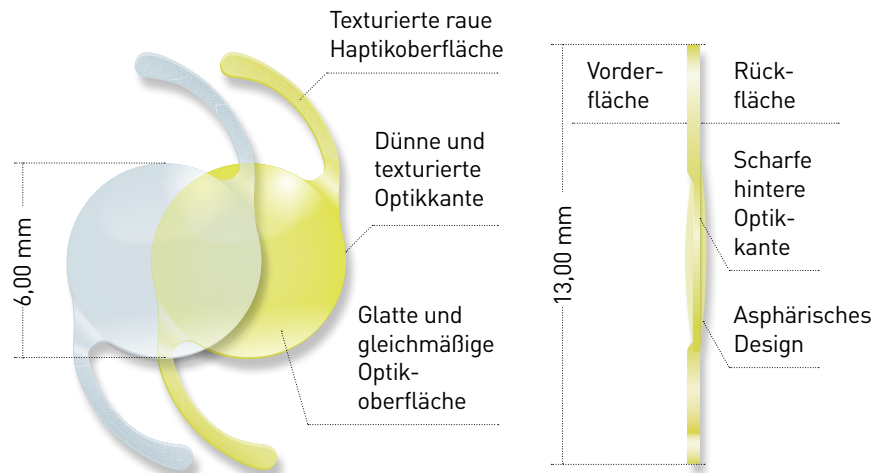 Texturierte raue
Haptikoberfläche
Dünne und
texturierte
Optikkante
Glatte und
gleichmäßige
Optik-
oberfläche
6,00 mm
Vorder-
fläche
Rück-
fläche
Scharfe
hintere
Optik-
kante
Asphärisches
Design
13,00 mm